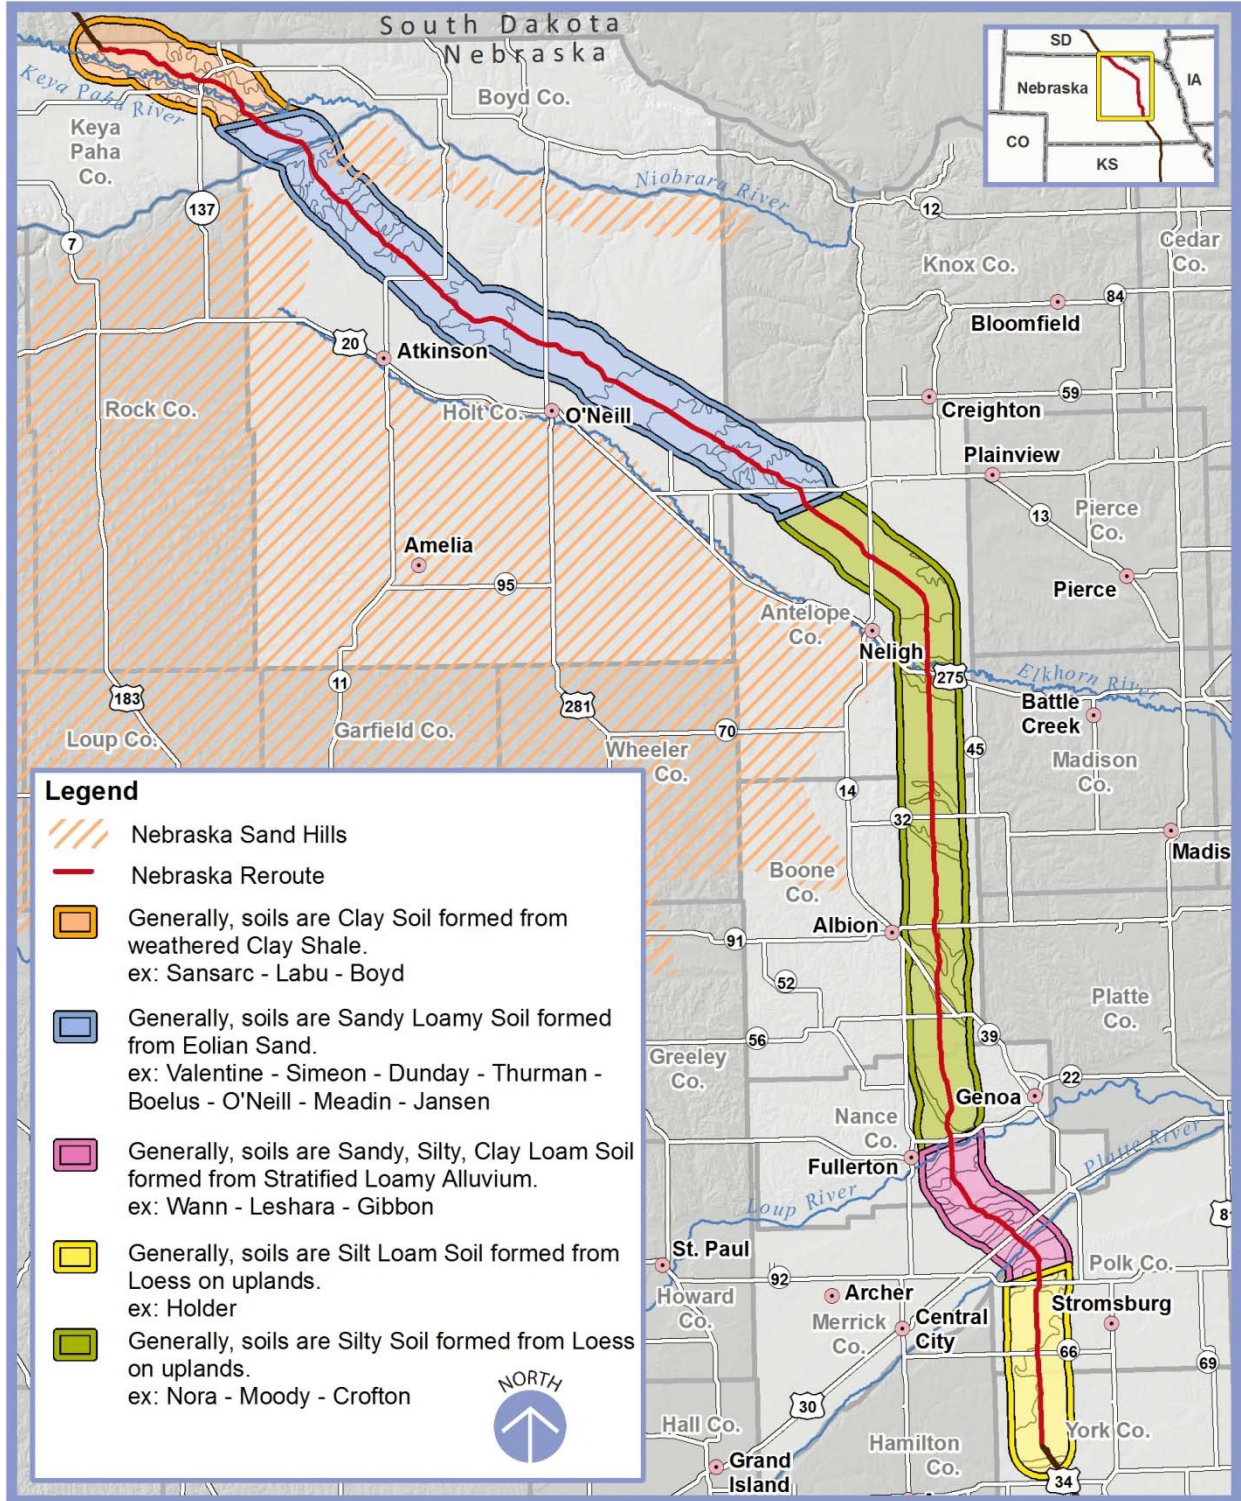 South Dakota
Nebraska
Keya Paha River
Boyd Co.
Keya
Paha
Co.
137
7
Niobrara River
12
Knox Co.
Cedar
Co.
84
Bloomfield
20
Atkinson
Rock Co.
Holt Co.
O'Neill
59
Creighton
Plainview
13
Pierce
Co.
Amelia
95
Pierce
Antelope
Co.
Neligh
Elkhorn River
275
183
11
281
Battle
Creek
Loup Co.
Garfield Co.
Wheeler
Co.
70
45
Madison
Co.
14
32
Madis
Boone
Co.
Albion
91
52
Platte
Co.
56
39
Greeley
Co.
22
Genoa
Nance
Co.
Fullerton
Platte River
Loup River
81
St. Paul
92
Polk Co.
Howard
Co.
Archer
Merrick
Co.
Central
City
Stromsburg
66
69
30
Hall Co.
Hamilton
Co.
York Co.
Grand
Island
34
SD
Nebraska
IA
CO
KS
Legend
Nebraska Sand Hills
Nebraska Reroute
Generally, soils are Clay Soil formed from
weathered Clay Shale.
ex: Sansarc - Labu - Boyd
Generally, soils are Sandy Loamy Soil formed
from Eolian Sand.
ex: Valentine - Simeon - Dunday - Thurman -
Boelus - O'Neill - Meadin - Jansen
Generally, soils are Sandy, Silty, Clay Loam Soil
formed from Stratified Loamy Alluvium.
ex: Wann - Leshara - Gibbon
Generally, soils are Silt Loam Soil formed from
Loess on uplands.
ex: Holder
Generally, soils are Silty Soil formed from Loess
on uplands.
ex: Nora - Moody - Crofton
NORTH